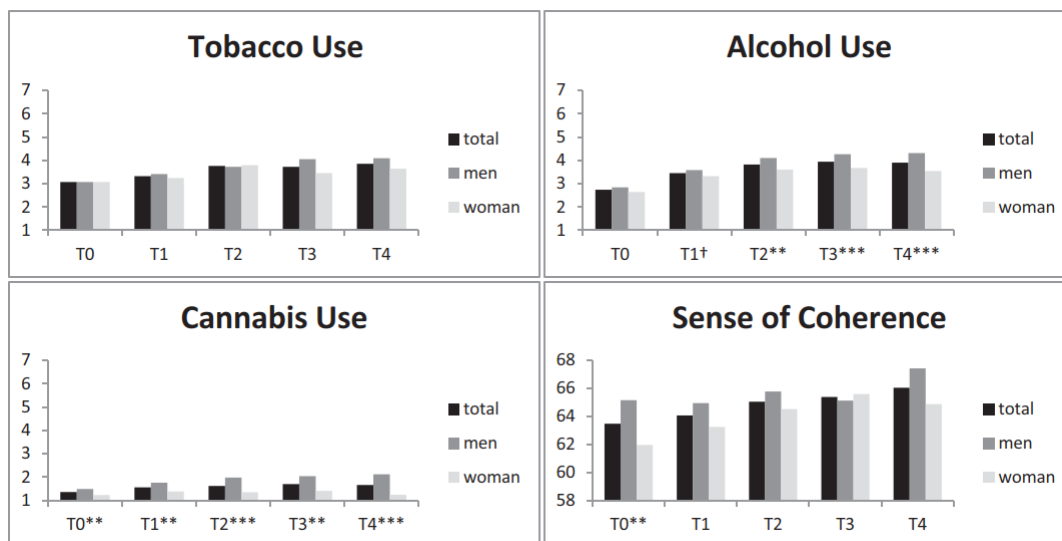 Tobacco Use
7
6
5
4
3
2
1
T0 T1 T2 T3 T4
total
men
woman
Alcohol Use
7
6
5
4
3
2
1
T0 T1† T2** T3*** T4***
total
men
woman
Cannabis Use
7
6
5
4
3
2
1
T0** T1** T2*** T3** T4***
total
men
woman
Sense of Coherence
68
66
64
62
60
58
T0** T1 T2 T3 T4
total
men
woman